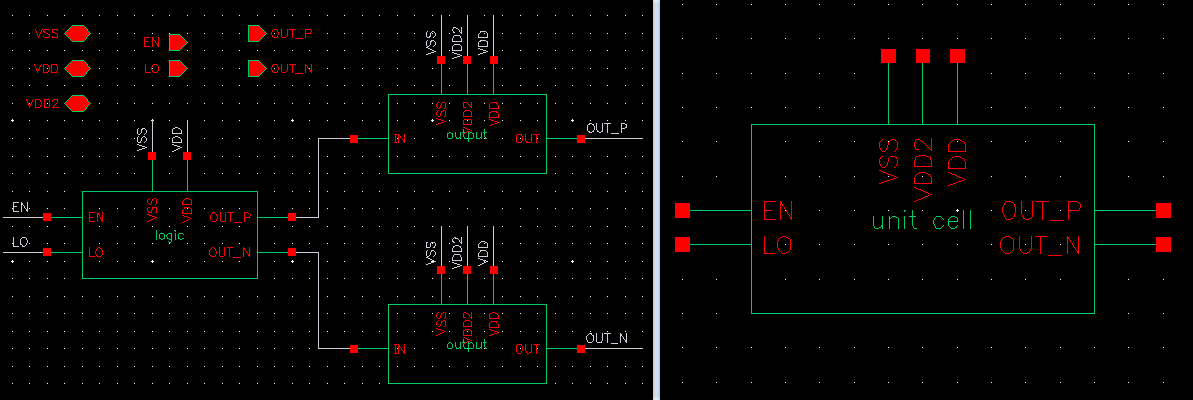 VSS
EN
OUT_P
VDD
LO
OUT_N
VDD2
VSS
VDD
EN
LO
EN
LO
VSS
VDD
OUT_P
OUT_N
logic
VSS
VDD2
VDD
VSS
VDD2
VDD
IN
output
OUT
OUT_P
VSS
VDD2
VDD
VSS
VDD2
VDD
IN
output
OUT
OUT_N
VSS
VDD2
VDD
EN
LO
unit cell
OUT_P
OUT_N